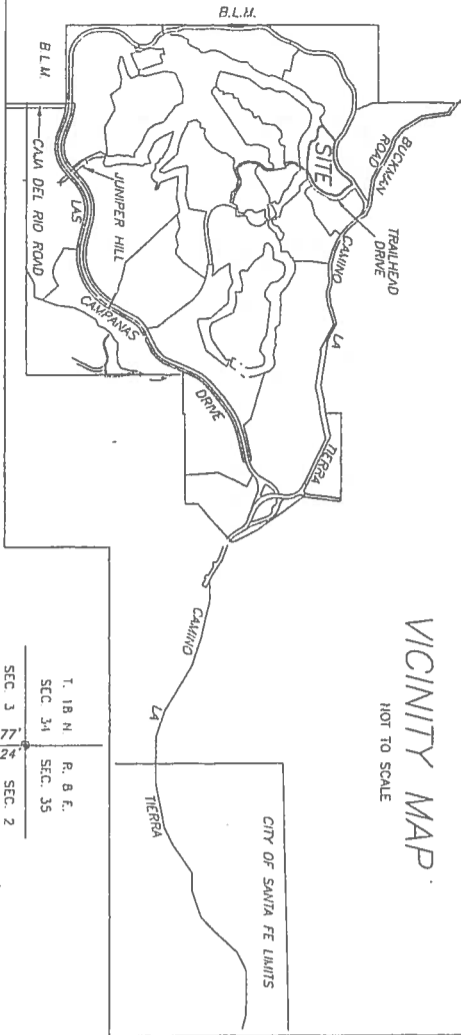 VICINITY MAP
NOT TO SCALE
B.L.M.
B.L.M.
BUCKMAN
ROAD
SITE
TRAILHEAD
DRIVE
CAMINO
LA
TIERRA
CAJA DEL RIO ROAD
JUNIPER HILL
LAS
CAMPANAS
DRIVE
CAMINO
LA
TIERRA
CITY OF SANTA FE LIMITS
T. 18 N. R. 8 E.
SEC. 34 SEC. 35
SEC. 3 SEC. 2
77'
24'